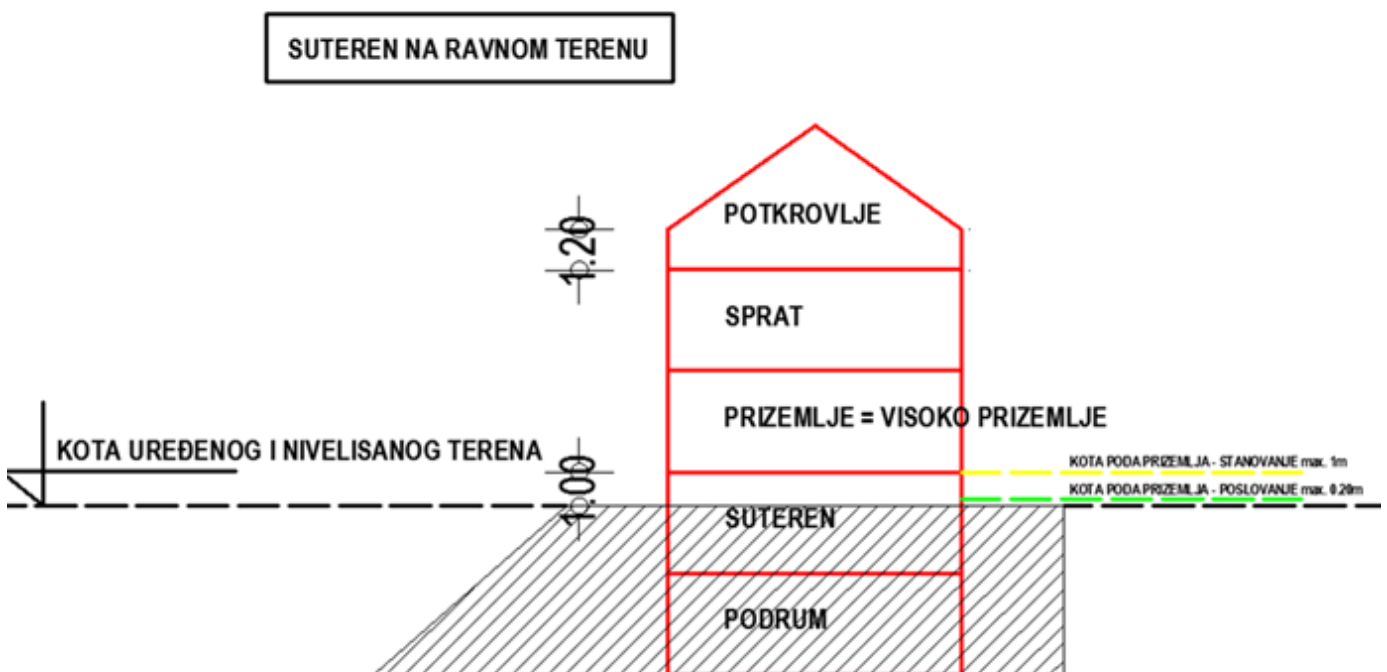 SUTEREN NA RAVNOM TERENU
POTKROVLJE
1.20
SPRAT
PRIZEMLJE = VISOKO PRIZEMLJE
KOTA UREĐENOG I NIVELISANOG TERENA
KOTA PODA PRIZEMLJA - STANOVANJE max. 1m
1.00
KOTA PODA PRIZEMLJA - POSLOVANJE max. 0.20m
SUTEREN
PODRUM